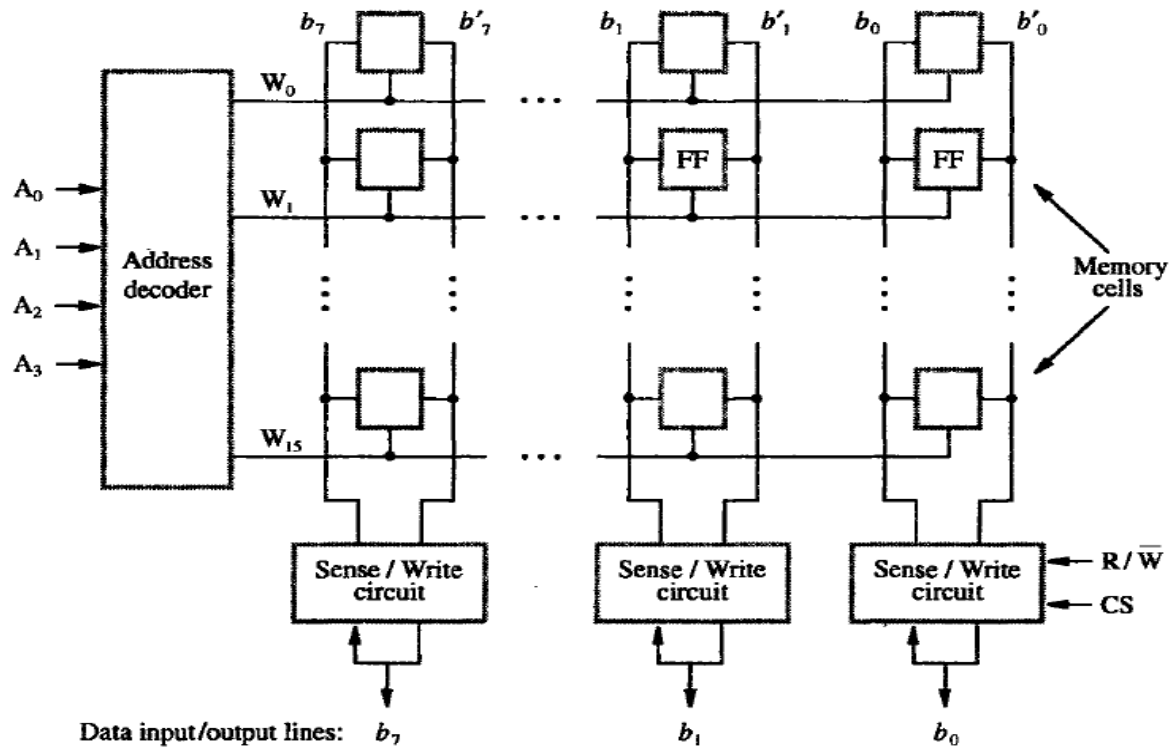 b₇ b′₇ b₁ b′₁ b₀ b′₀
W₀
• • •
FF FF
A₀
W₁
• • •
A₁
Address
decoder
Memory
cells
A₂
A₃
W₁₅
• • •
Sense / Write
circuit
Sense / Write
circuit
Sense / Write
circuit
R / W̅
CS
Data input/output lines: b₇ b₁ b₀